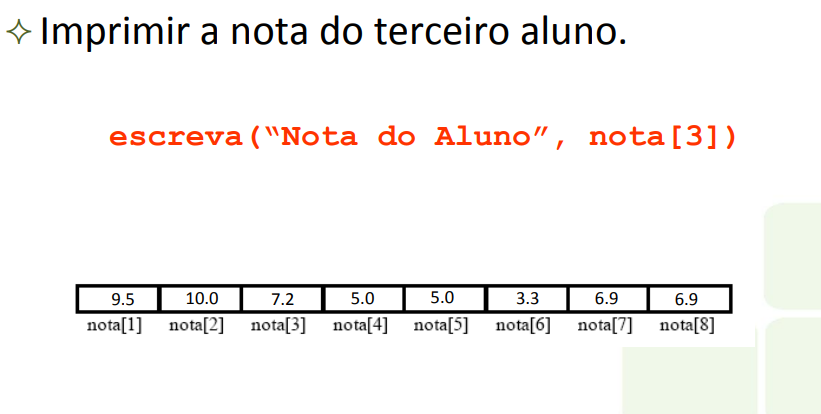 ✧ Imprimir a nota do terceiro aluno.
escreva(“Nota do Aluno”, nota[3])
9.5 10.0 7.2 5.0 5.0 3.3 6.9 6.9
nota[1] nota[2] nota[3] nota[4] nota[5] nota[6] nota[7] nota[8]